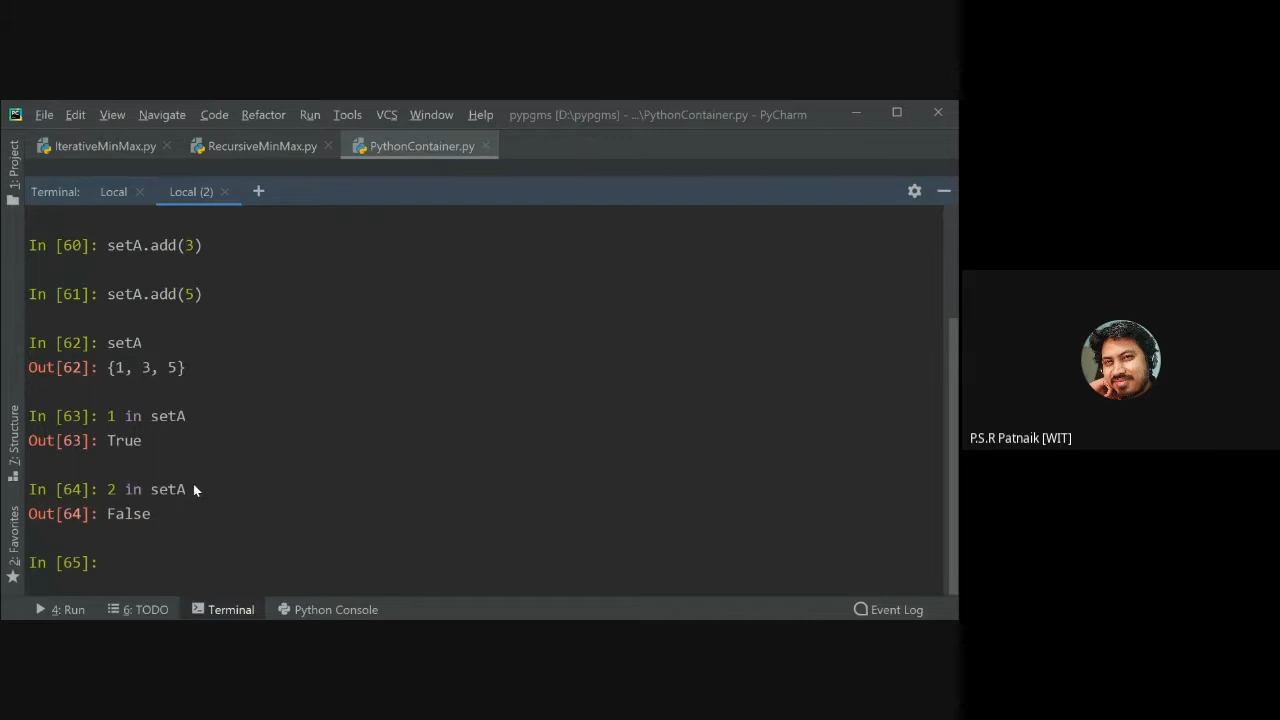 File Edit View Navigate Code Refactor Run Tools VCS Window Help pypgms [D:\pypgms] - ...\PythonContainer.py - PyCharm
IterativeMinMax.py RecursiveMinMax.py PythonContainer.py
1: Project
Terminal: Local Local (2) +
In [60]: setA.add(3)
In [61]: setA.add(5)
In [62]: setA
Out[62]: {1, 3, 5}
In [63]: 1 in setA
Out[63]: True
In [64]: 2 in setA
Out[64]: False
In [65]:
7: Structure
2: Favorites
4: Run 6: TODO Terminal Python Console Event Log
P.S.R Patnaik [WIT]